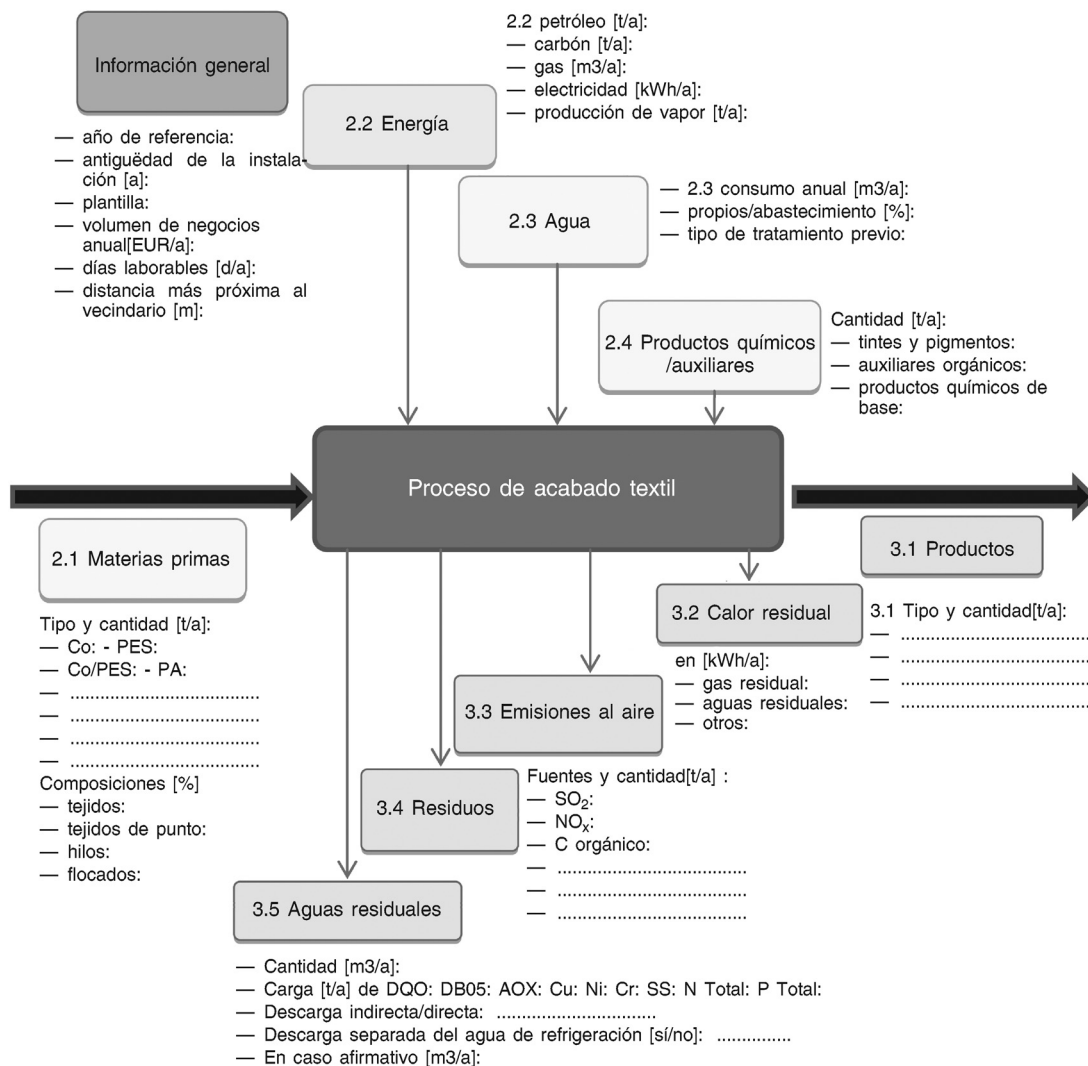 Información general
— año de referencia:
— antiguëdad de la instala-
ción [a]:
— plantilla:
— volumen de negocios
anual[EUR/a]:
— días laborables [d/a]:
— distancia más próxima al
vecindario [m]:
2.2 Energía
2.2 petróleo [t/a]:
— carbón [t/a]:
— gas [m3/a]:
— electricidad [kWh/a]:
— producción de vapor [t/a]:
2.3 Agua
— 2.3 consumo anual [m3/a]:
— propios/abastecimiento [%]:
— tipo de tratamiento previo:
2.4 Productos químicos
/auxiliares
Cantidad [t/a]:
— tintes y pigmentos:
— auxiliares orgánicos:
— productos químicos de
base:
Proceso de acabado textil
2.1 Materias primas
Tipo y cantidad [t/a]:
— Co: - PES:
— Co/PES: - PA:
— ...................................
— ...................................
— ...................................
— ...................................
Composiciones [%]
— tejidos:
— tejidos de punto:
— hilos:
— flocados:
3.1 Productos
3.1 Tipo y cantidad[t/a]:
— ...................................
— ...................................
— ...................................
— ...................................
3.2 Calor residual
en [kWh/a]:
— gas residual:
— aguas residuales:
— otros:
3.3 Emisiones al aire
Fuentes y cantidad[t/a] :
— SO₂:
— NOₓ:
— C orgánico:
— ...................................
— ...................................
— ...................................
3.4 Residuos
3.5 Aguas residuales
— Cantidad [m3/a]:
— Carga [t/a] de DQO: DB05: AOX: Cu: Ni: Cr: SS: N Total: P Total:
— Descarga indirecta/directa: ..............................
— Descarga separada del agua de refrigeración [sí/no]: ...............
— En caso afirmativo [m3/a]: